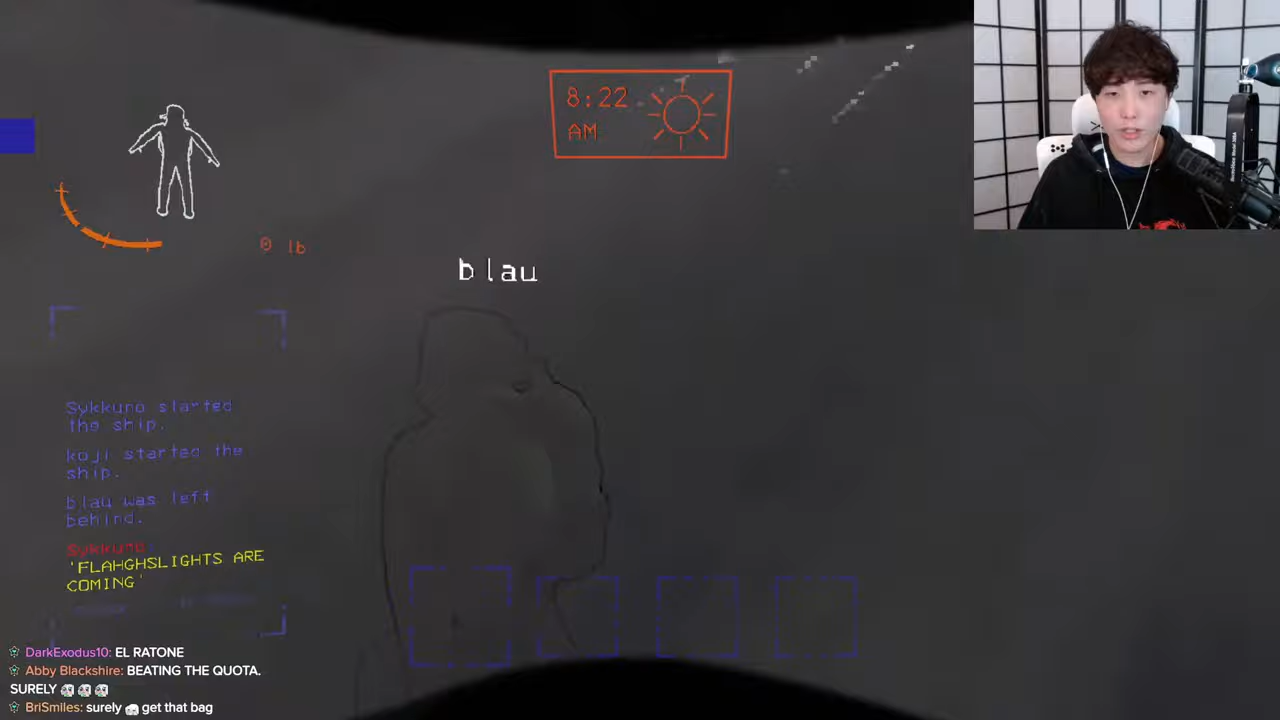 8:22
AM
0 lb
blau
Sykkuno started
the ship.
koji started the
ship.
blau was left
behind.
Sykkuno:
'FLAHGHSLIGHTS ARE
COMING'
DarkExodus10: EL RATONE
Abby Blackshire: BEATING THE QUOTA.
SURELY
BriSmiles: surely get that bag